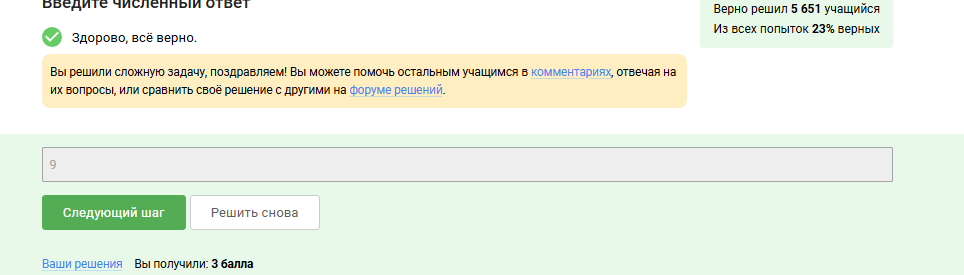 Введите численный ответ
Верно решил 5 651 учащийся
Из всех попыток 23% верных
Здорово, всё верно.
Вы решили сложную задачу, поздравляем! Вы можете помочь остальным учащимся в комментариях, отвечая на
их вопросы, или сравнить своё решение с другими на форуме решений.
9
Следующий шаг
Решить снова
Ваши решения Вы получили: 3 балла